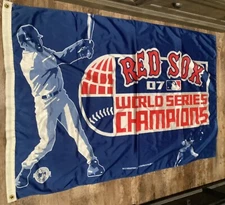 RED SOX
07
WORLD SERIES
CHAMPIONS